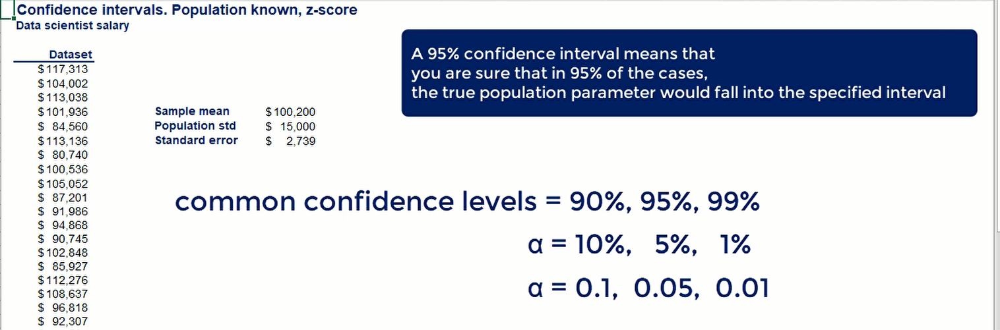 Confidence intervals. Population known, z-score
Data scientist salary
A 95% confidence interval means that
you are sure that in 95% of the cases,
the true population parameter would fall into the specified interval
Dataset
$117,313
$104,002
$113,038
$101,936
$ 84,560
$113,136
$ 80,740
$100,536
$105,052
$ 87,201
$ 91,986
$ 94,868
$ 90,745
$102,848
$ 85,927
$112,276
$108,637
$ 96,818
$ 92,307
Sample mean $100,200
Population std $ 15,000
Standard error $ 2,739
common confidence levels = 90%, 95%, 99%
α = 10%, 5%, 1%
α = 0.1, 0.05, 0.01